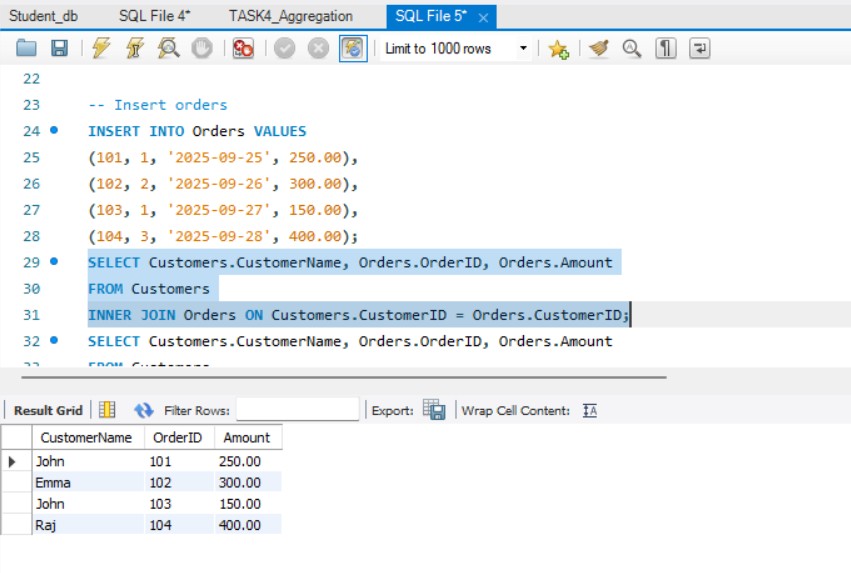 Student_db SQL File 4* TASK4_Aggregation SQL File 5* ×
Limit to 1000 rows
22
23 -- Insert orders
24 INSERT INTO Orders VALUES
25 (101, 1, '2025-09-25', 250.00),
26 (102, 2, '2025-09-26', 300.00),
27 (103, 1, '2025-09-27', 150.00),
28 (104, 3, '2025-09-28', 400.00);
29 SELECT Customers.CustomerName, Orders.OrderID, Orders.Amount
30 FROM Customers
31 INNER JOIN Orders ON Customers.CustomerID = Orders.CustomerID;
32 SELECT Customers.CustomerName, Orders.OrderID, Orders.Amount
33 FROM Customers
Result Grid Filter Rows: Export: Wrap Cell Content:
CustomerName OrderID Amount
John 101 250.00
Emma 102 300.00
John 103 150.00
Raj 104 400.00